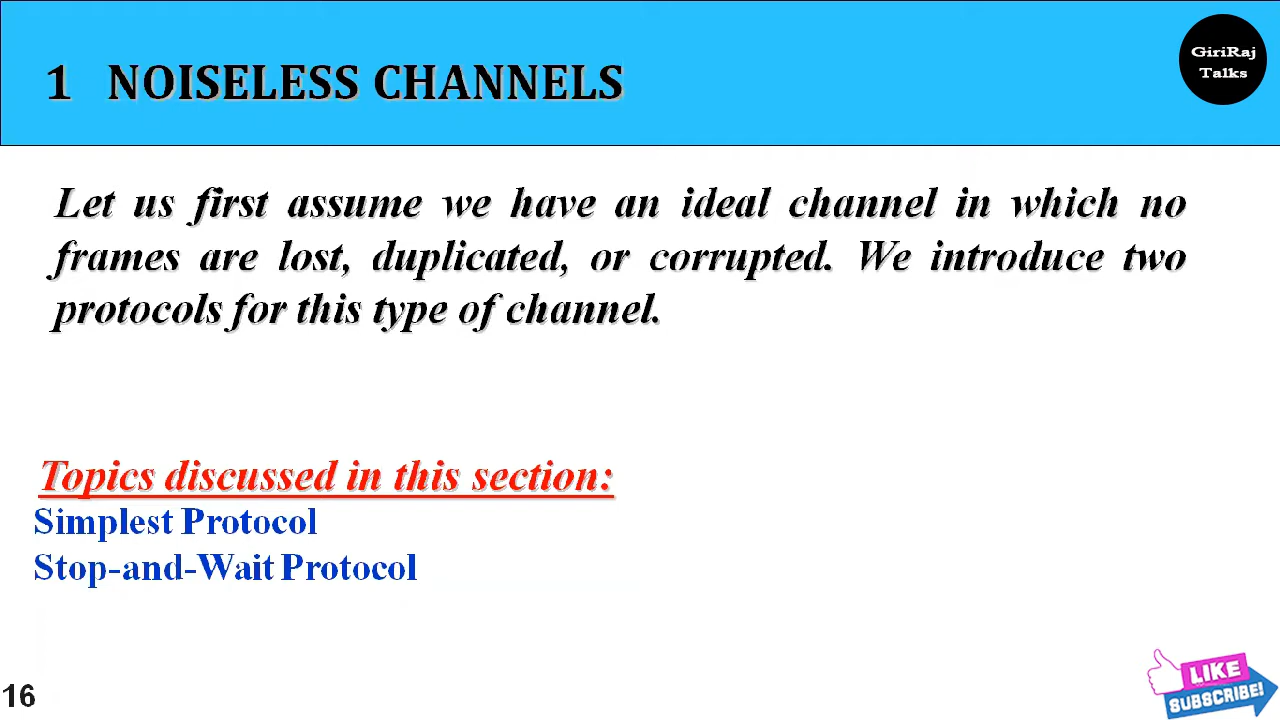 1 NOISELESS CHANNELS
GiriRaj
Talks
Let us first assume we have an ideal channel in which no
frames are lost, duplicated, or corrupted. We introduce two
protocols for this type of channel.
Topics discussed in this section:
Simplest Protocol
Stop-and-Wait Protocol
16
LIKE
SUBSCRIBE!